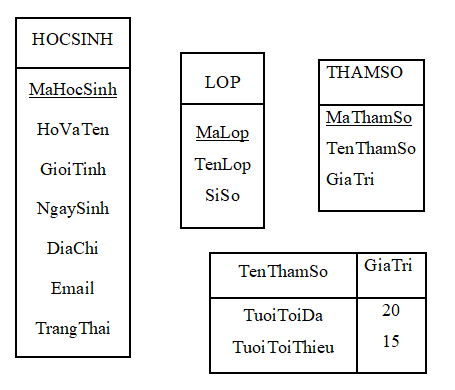 HOCSINH
MaHocSinh
HoVaTen
GioiTinh
NgaySinh
DiaChi
Email
TrangThai
LOP
MaLop
TenLop
SiSo
THAMSO
MaThamSo
TenThamSo
GiaTri
TenThamSo GiaTri
TuoiToiDa 20
TuoiToiThieu 15